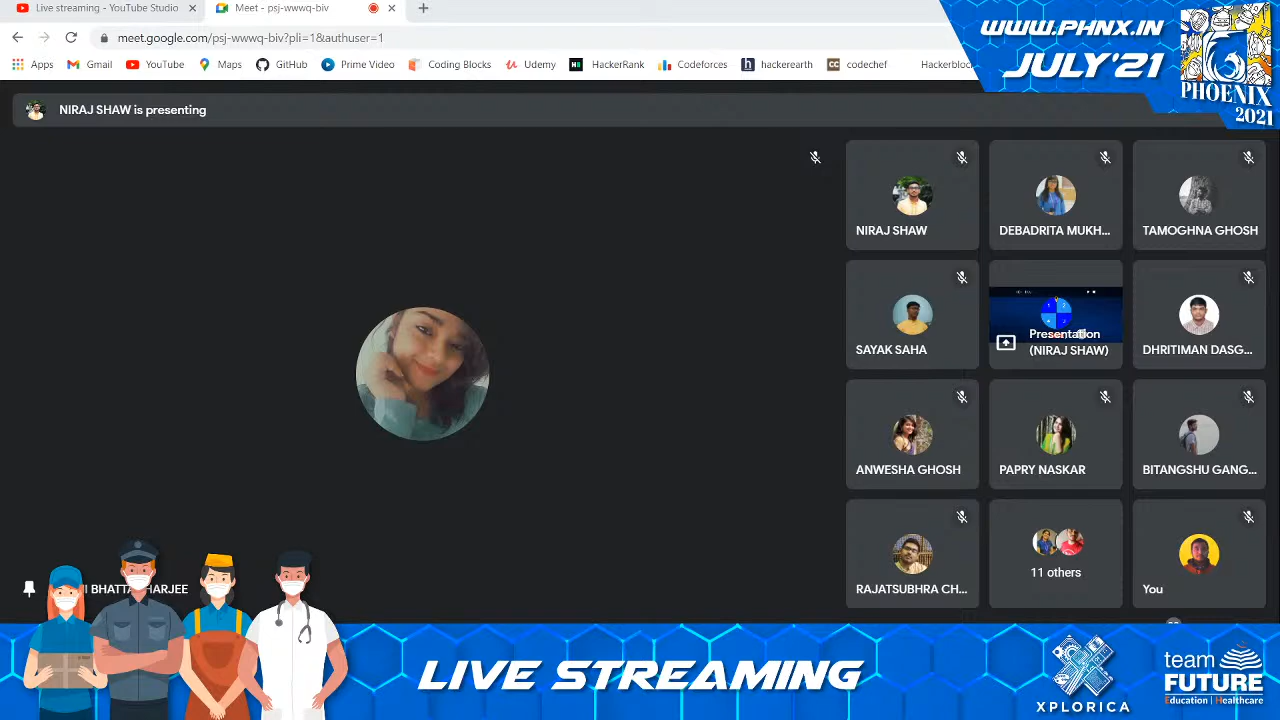 Live streaming - YouTube Studio
Meet - psj-wwwq-biv
meet.google.com/psj-wwwq-biv?pli=1&authuser=1
Apps
Gmail
YouTube
Maps
GitHub
Prime Video
Coding Blocks
Udemy
HackerRank
Codeforces
hackerearth
codechef
Hackerbloc
WWW.PHNX.IN
JULY'21
PHOENIX
2021
NIRAJ SHAW is presenting
NIRAJ SHAW
DEBADRITA MUKH...
TAMOGHNA GHOSH
SAYAK SAHA
Presentation
(NIRAJ SHAW)
DHRITIMAN DASG...
ANWESHA GHOSH
PAPRY NASKAR
BITANGSHU GANG...
RAJATSUBHRA CH...
11 others
You
LIVE STREAMING
XPLORICA
team
FUTURE
Education | Healthcare